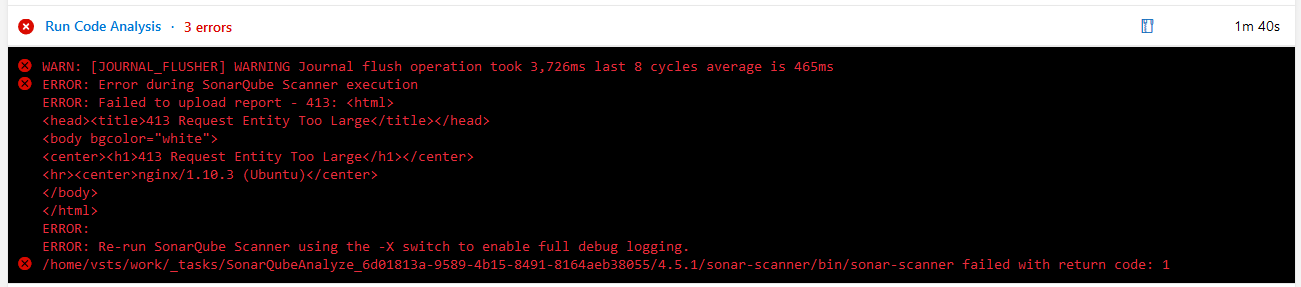 Run Code Analysis · 3 errors 1m 40s
WARN: [JOURNAL_FLUSHER] WARNING Journal flush operation took 3,726ms last 8 cycles average is 465ms
ERROR: Error during SonarQube Scanner execution
ERROR: Failed to upload report - 413: <html>
<head><title>413 Request Entity Too Large</title></head>
<body bgcolor="white">
<center><h1>413 Request Entity Too Large</h1></center>
<hr><center>nginx/1.10.3 (Ubuntu)</center>
</body>
</html>
ERROR:
ERROR: Re-run SonarQube Scanner using the -X switch to enable full debug logging.
/home/vsts/work/_tasks/SonarQubeAnalyze_6d01813a-9589-4b15-8491-8164aeb38055/4.5.1/sonar-scanner/bin/sonar-scanner failed with return code: 1